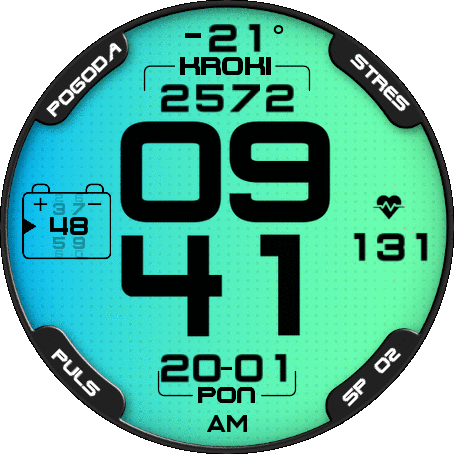 -21°
POGODA
KROKI
STRES
2572
09
48
131
41
20-01
PON
PULS
SP O2
AM